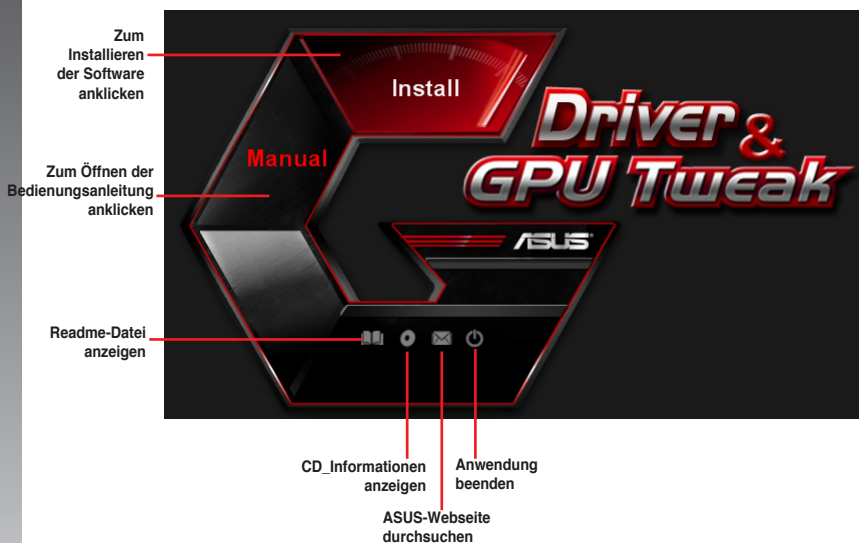 Zum
Installieren
der Software
anklicken
Install
Driver &
GPU Tweak
Manual
Zum Öffnen der
Bedienungsanleitung
anklicken
ASUS
Readme-Datei
anzeigen
CD_Informationen
anzeigen
Anwendung
beenden
ASUS-Webseite
durchsuchen